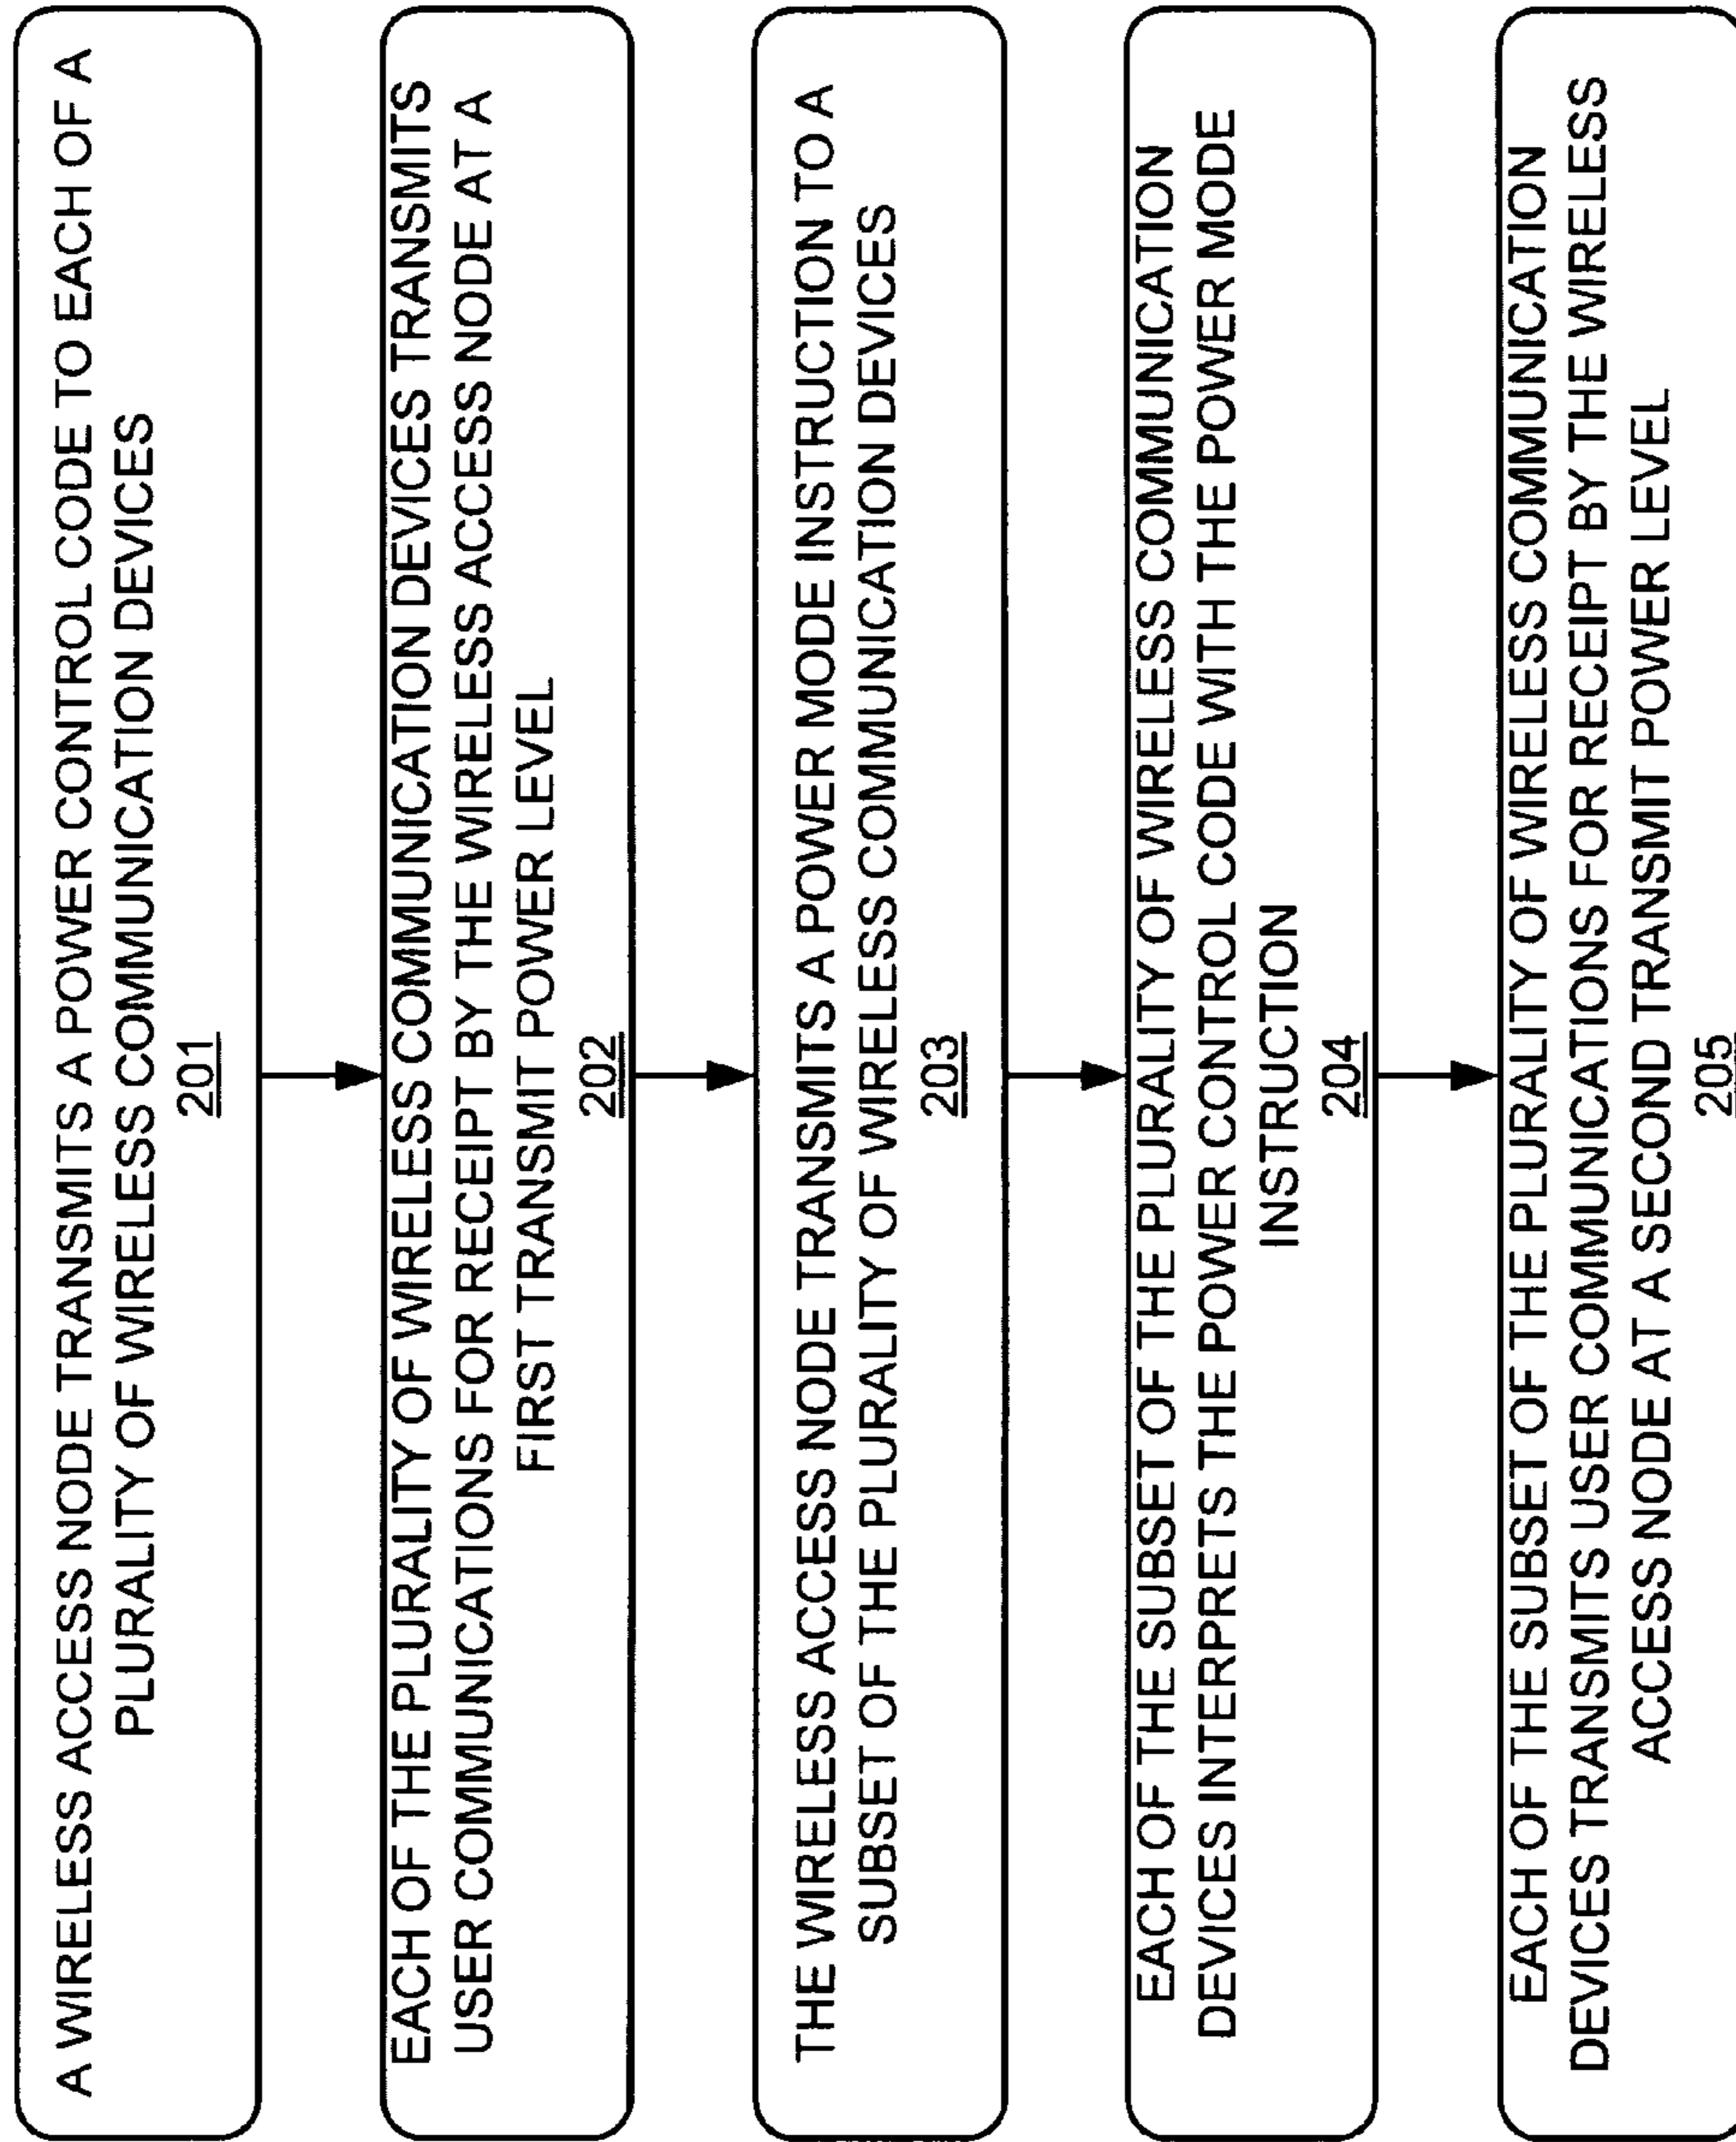 A WIRELESS ACCESS NODE TRANSMITS A POWER CONTROL CODE TO EACH OF A
PLURALITY OF WIRELESS COMMUNICATION DEVICES
201
EACH OF THE PLURALITY OF WIRELESS COMMUNICATION DEVICES TRANSMITS
USER COMMUNICATIONS FOR RECEIPT BY THE WIRELESS ACCESS NODE AT A
FIRST TRANSMIT POWER LEVEL
202
THE WIRELESS ACCESS NODE TRANSMITS A POWER MODE INSTRUCTION TO A
SUBSET OF THE PLURALITY OF WIRELESS COMMUNICATION DEVICES
203
EACH OF THE SUBSET OF THE PLURALITY OF WIRELESS COMMUNICATION
DEVICES INTERPRETS THE POWER CONTROL CODE WITH THE POWER MODE
INSTRUCTION
204
EACH OF THE SUBSET OF THE PLURALITY OF WIRELESS COMMUNICATION
DEVICES TRANSMITS USER COMMUNICATIONS FOR RECEIPT BY THE WIRELESS
ACCESS NODE AT A SECOND TRANSMIT POWER LEVEL
205